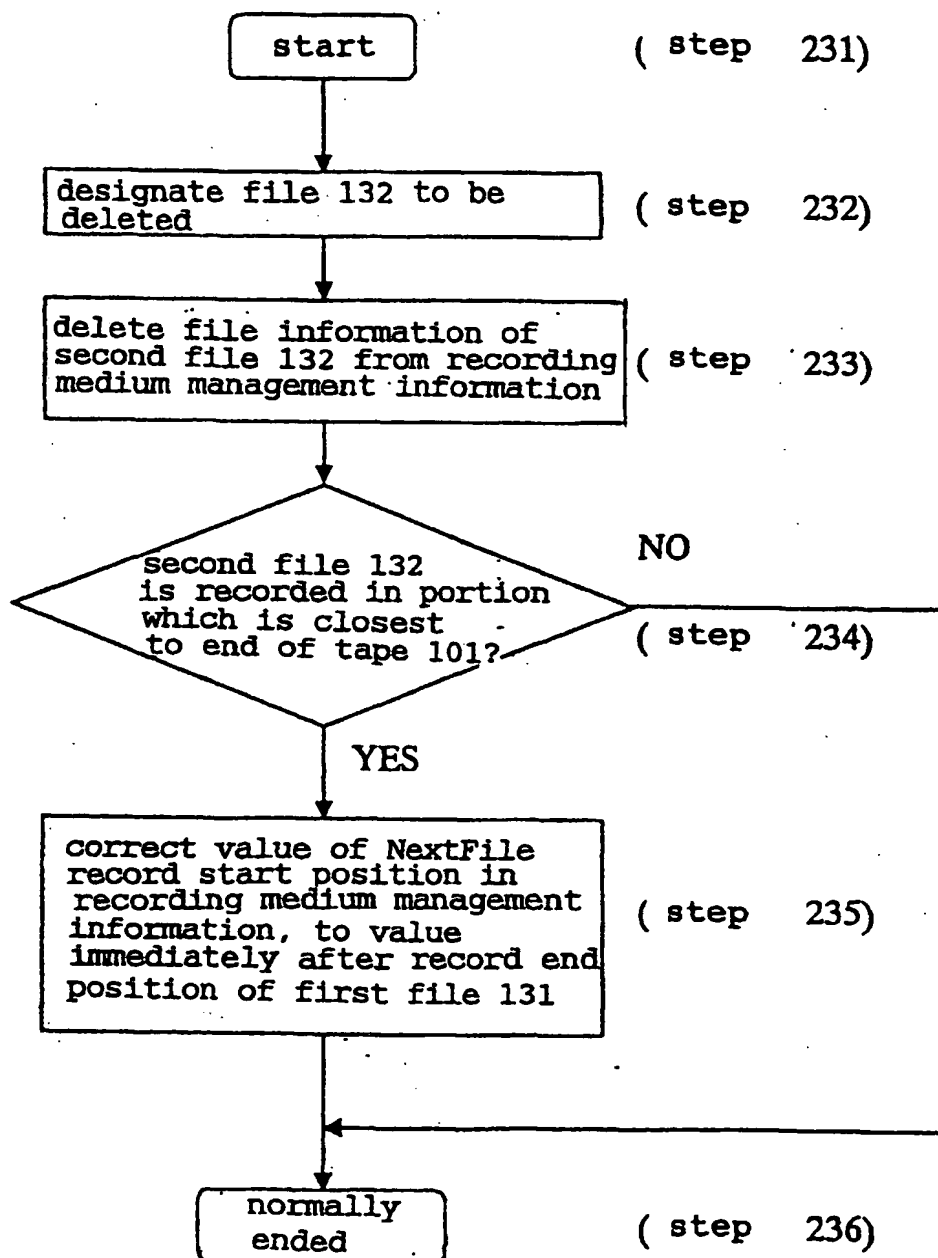 start
( step 231)
designate file 132 to be
deleted
( step 232)
delete file information of
second file 132 from recording
medium management information
( step 233)
second file 132
is recorded in portion
which is closest
to end of tape 101?
NO
( step 234)
YES
correct value of NextFile
record start position in
recording medium management
information, to value
immediately after record end
position of first file 131
( step 235)
normally
ended
( step 236)